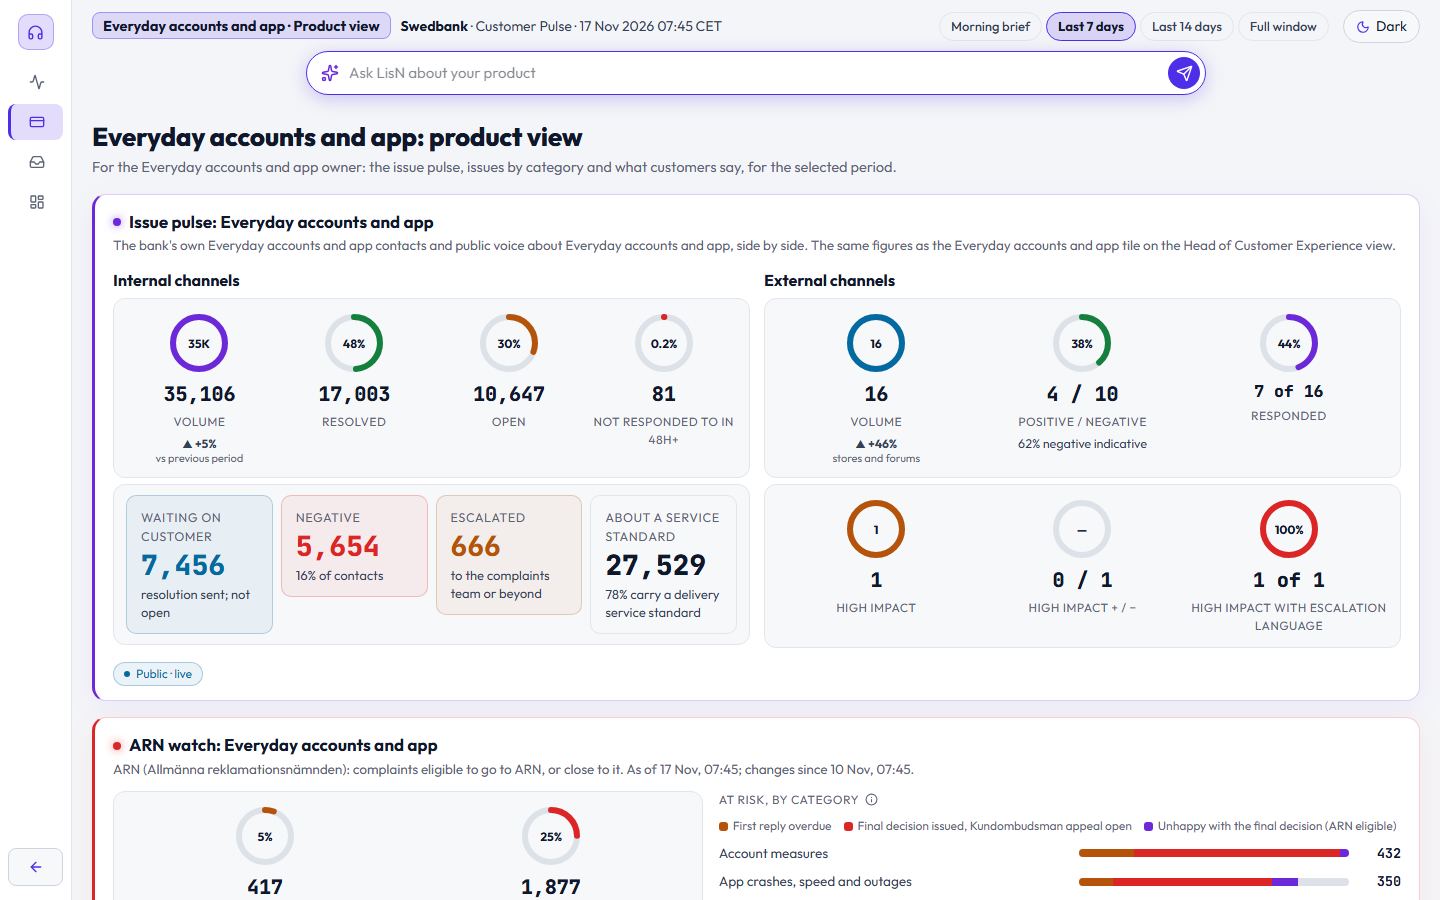 Everyday accounts and app · Product view
Swedbank · Customer Pulse · 17 Nov 2026 07:45 CET
Morning brief
Last 7 days
Last 14 days
Full window
Dark
Ask LisN about your product
Everyday accounts and app: product view
For the Everyday accounts and app owner: the issue pulse, issues by category and what customers say, for the selected period.
Issue pulse: Everyday accounts and app
The bank's own Everyday accounts and app contacts and public voice about Everyday accounts and app, side by side. The same figures as the Everyday accounts and app tile on the Head of Customer Experience view.
Internal channels
35K
35,106
VOLUME
▲ +5%
vs previous period
48%
17,003
RESOLVED
30%
10,647
OPEN
0.2%
81
NOT RESPONDED TO IN
48H+
WAITING ON
CUSTOMER
7,456
resolution sent; not
open
NEGATIVE
5,654
16% of contacts
ESCALATED
666
to the complaints
team or beyond
ABOUT A SERVICE
STANDARD
27,529
78% carry a delivery
service standard
External channels
16
16
VOLUME
▲ +46%
stores and forums
38%
4 / 10
POSITIVE / NEGATIVE
62% negative indicative
44%
7 of 16
RESPONDED
1
1
HIGH IMPACT
–
0 / 1
HIGH IMPACT + / −
100%
1 of 1
HIGH IMPACT WITH ESCALATION
LANGUAGE
Public · live
ARN watch: Everyday accounts and app
ARN (Allmänna reklamationsnämnden): complaints eligible to go to ARN, or close to it. As of 17 Nov, 07:45; changes since 10 Nov, 07:45.
5%
417
25%
1,877
AT RISK, BY CATEGORY
First reply overdue
Final decision issued, Kundombudsman appeal open
Unhappy with the final decision (ARN eligible)
Account measures
432
App crashes, speed and outages
350